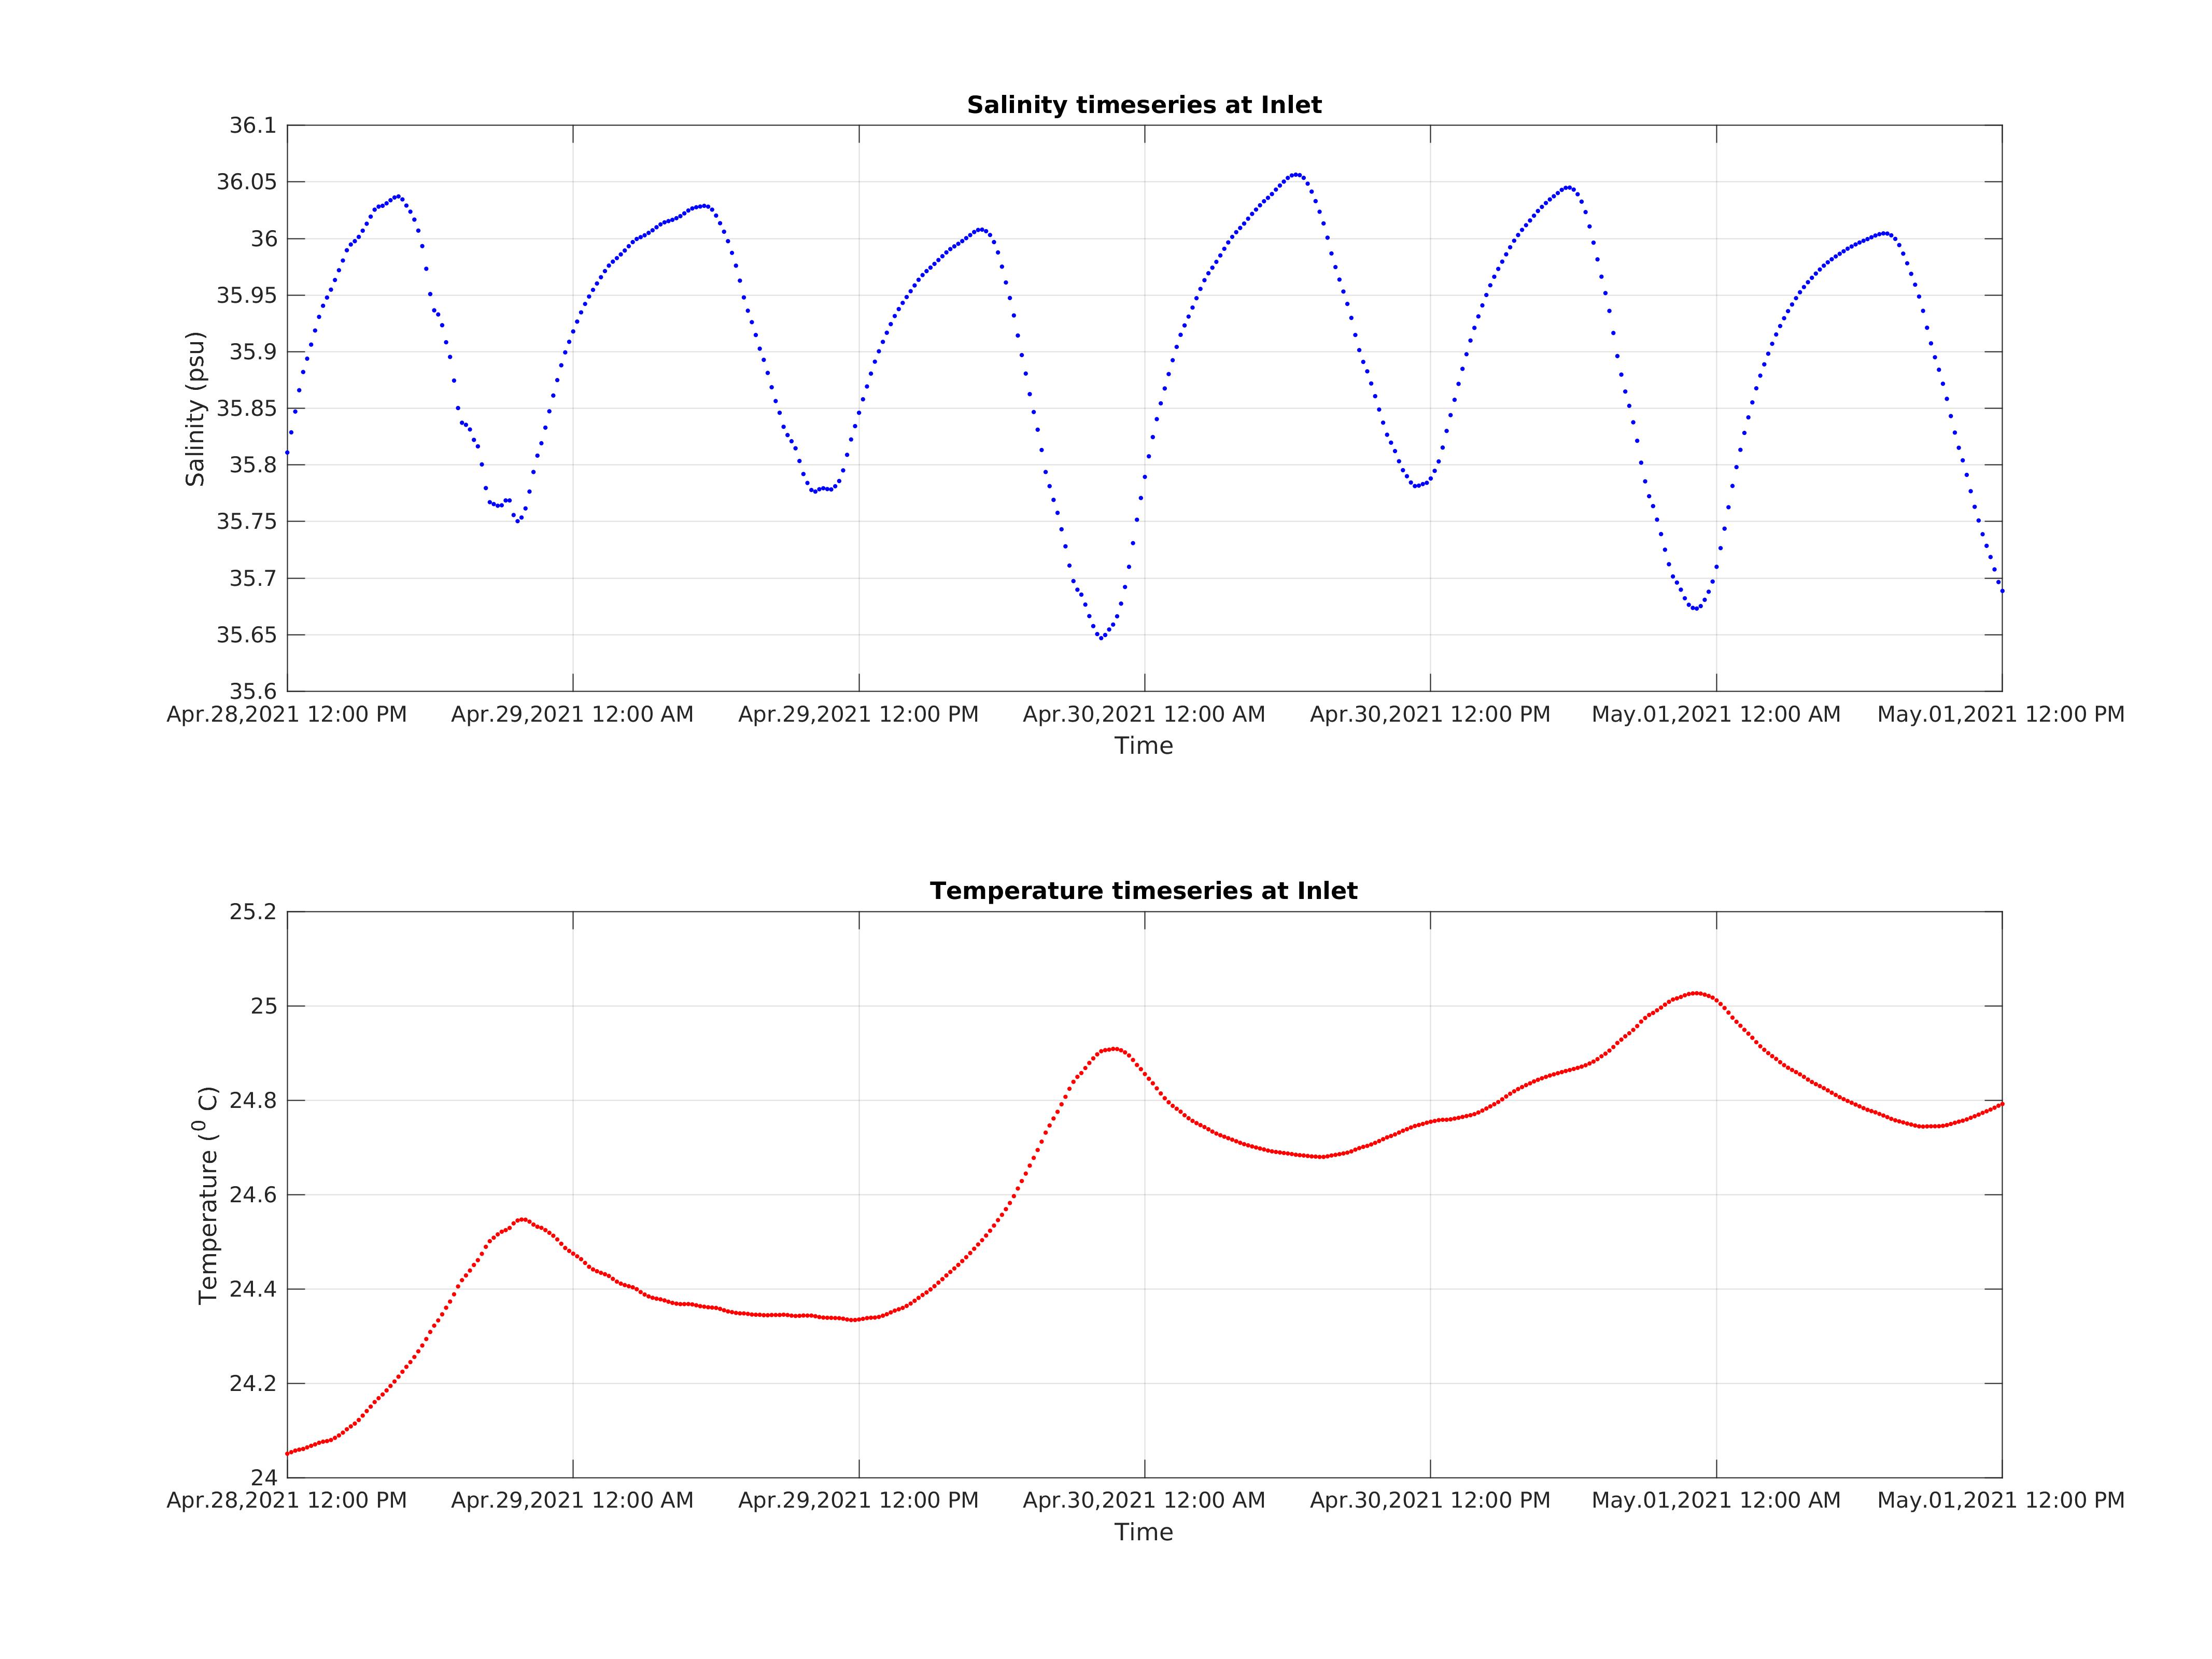 Salinity timeseries at Inlet
36.1
36.05
36
35.95
35.9
35.85
35.8
35.75
35.7
35.65
35.6
Salinity (psu)
Apr.28,2021 12:00 PM Apr.29,2021 12:00 AM Apr.29,2021 12:00 PM Apr.30,2021 12:00 AM Apr.30,2021 12:00 PM May.01,2021 12:00 AM May.01,2021 12:00 PM
Time
Temperature timeseries at Inlet
25.2
25
24.8
24.6
24.4
24.2
24
Temperature (⁰ C)
Apr.28,2021 12:00 PM Apr.29,2021 12:00 AM Apr.29,2021 12:00 PM Apr.30,2021 12:00 AM Apr.30,2021 12:00 PM May.01,2021 12:00 AM May.01,2021 12:00 PM
Time